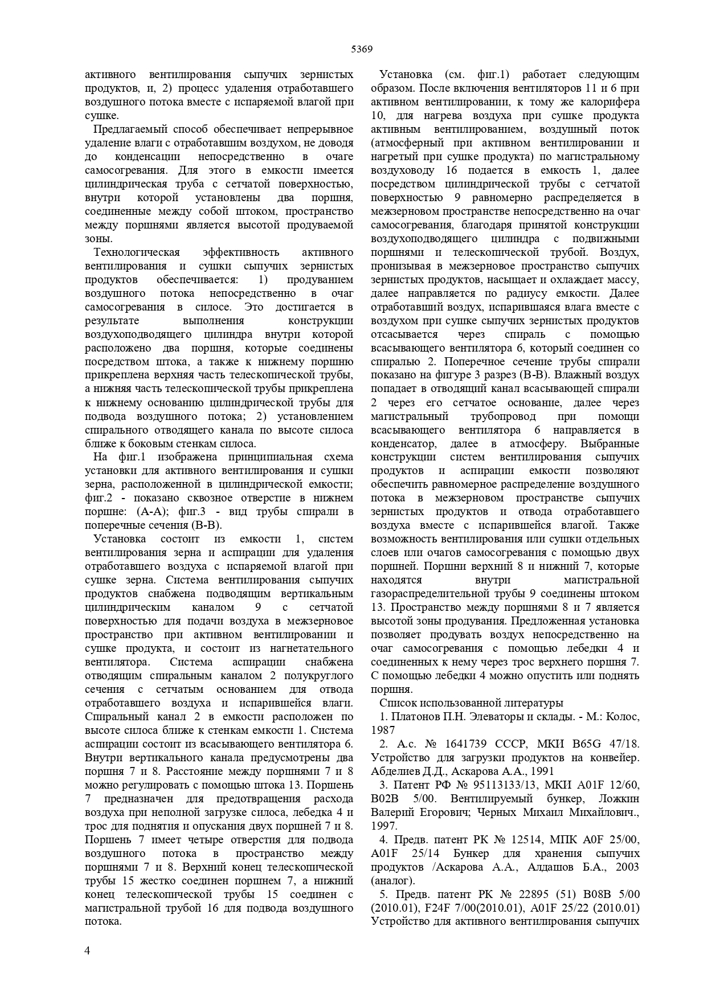 5369
активного вентилирования сыпучих зернистых
продуктов, и, 2) процесс удаления отработавшего
воздушного потока вместе с испаряемой влагой при
сушке.
Предлагаемый способ обеспечивает непрерывное
удаление влаги с отработавшим воздухом, не доводя
до конденсации непосредственно в очаге
самосогревания. Для этого в емкости имеется
цилиндрическая труба с сетчатой поверхностью,
внутри которой установлены два поршня,
соединенные между собой штоком, пространство
между поршнями является высотой продуваемой
зоны.
Технологическая эффективность активного
вентилирования и сушки сыпучих зернистых
продуктов обеспечивается: 1) продуванием
воздушного потока непосредственно в очаг
самосогревания в силосе. Это достигается в
результате выполнения конструкции
воздухоподводящего цилиндра внутри которой
расположено два поршня, которые соединены
посредством штока, а также к нижнему поршню
прикреплена верхняя часть телескопической трубы,
а нижняя часть телескопической трубы прикреплена
к нижнему основанию цилиндрической трубы для
подвода воздушного потока; 2) установлением
спирального отводящего канала по высоте силоса
ближе к боковым стенкам силоса.
На фиг.1 изображена принципиальная схема
установки для активного вентилирования и сушки
зерна, расположенной в цилиндрической емкости;
фиг.2 - показано сквозное отверстие в нижнем
поршне: (А-А); фиг.3 - вид трубы спирали в
поперечные сечения (В-В).
Установка состоит из емкости 1, систем
вентилирования зерна и аспирации для удаления
отработавшего воздуха с испаряемой влагой при
сушке зерна. Система вентилирования сыпучих
продуктов снабжена подводящим вертикальным
цилиндрическим каналом 9 с сетчатой
поверхностью для подачи воздуха в межзерновое
пространство при активном вентилировании и
сушке продукта, и состоит из нагнетательного
вентилятора. Система аспирации снабжена
отводящим спиральным каналом 2 полукруглого
сечения с сетчатым основанием для отвода
отработавшего воздуха и испарившейся влаги.
Спиральный канал 2 в емкости расположен по
высоте силоса ближе к стенкам емкости 1. Система
аспирации состоит из всасывающего вентилятора 6.
Внутри вертикального канала предусмотрены два
поршня 7 и 8. Расстояние между поршнями 7 и 8
можно регулировать с помощью штока 13. Поршень
7 предназначен для предотвращения расхода
воздуха при неполной загрузке силоса, лебедка 4 и
трос для поднятия и опускания двух поршней 7 и 8.
Поршень 7 имеет четыре отверстия для подвода
воздушного потока в пространство между
поршнями 7 и 8. Верхний конец телескопической
трубы 15 жестко соединен поршнем 7, а нижний
конец телескопической трубы 15 соединен с
магистральной трубой 16 для подвода воздушного
потока.
Установка (см. фиг.1) работает следующим
образом. После включения вентиляторов 11 и 6 при
активном вентилировании, к тому же калорифера
10, для нагрева воздуха при сушке продукта
активным вентилированием, воздушный поток
(атмосферный при активном вентилировании и
нагретый при сушке продукта) по магистральному
воздуховоду 16 подается в емкость 1, далее
посредством цилиндрической трубы с сетчатой
поверхностью 9 равномерно распределяется в
межзерновом пространстве непосредственно на очаг
самосогревания, благодаря принятой конструкции
воздухоподводящего цилиндра с подвижными
поршнями и телескопической трубой. Воздух,
пронизывая в межзерновое пространство сыпучих
зернистых продуктов, насыщает и охлаждает массу,
далее направляется по радиусу емкости. Далее
отработавший воздух, испарившаяся влага вместе с
воздухом при сушке сыпучих зернистых продуктов
отсасывается через спираль с помощью
всасывающего вентилятора 6, который соединен со
спиралью 2. Поперечное сечение трубы спирали
показано на фигуре 3 разрез (В-В). Влажный воздух
попадает в отводящий канал всасывающей спирали
2 через его сетчатое основание, далее через
магистральный трубопровод при помощи
всасывающего вентилятора 6 направляется в
конденсатор, далее в атмосферу. Выбранные
конструкции систем вентилирования сыпучих
продуктов и аспирации емкости позволяют
обеспечить равномерное распределение воздушного
потока в межзерновом пространстве сыпучих
зернистых продуктов и отвода отработавшего
воздуха вместе с испарившейся влагой. Также
возможность вентилирования или сушки отдельных
слоев или очагов самосогревания с помощью двух
поршней. Поршни верхний 8 и нижний 7, которые
находятся внутри магистральной
газораспределительной трубы 9 соединены штоком
13. Пространство между поршнями 8 и 7 является
высотой зоны продувания. Предложенная установка
позволяет продувать воздух непосредственно на
очаг самосогревания с помощью лебедки 4 и
соединенных к нему через трос верхнего поршня 7.
С помощью лебедки 4 можно опустить или поднять
поршня.
Список использованной литературы
1. Платонов П.Н. Элеваторы и склады. - М.: Колос,
1987
2. А.с. № 1641739 СССР, МКИ B65G 47/18.
Устройство для загрузки продуктов на конвейер.
Абделиев Д.Д., Аскарова А.А., 1991
3. Патент РФ № 95113133/13, МКИ A01F 12/60,
B02B 5/00. Вентилируемый бункер, Ложкин
Валерий Егорович; Черных Михаил Михайлович.,
1997.
4. Предв. патент РК № 12514, МПК A0F 25/00,
A01F 25/14 Бункер для хранения сыпучих
продуктов /Аскарова А.А., Алдашов Б.А., 2003
(аналог).
5. Предв. патент РК № 22895 (51) B08B 5/00
(2010.01), F24F 7/00(2010.01), A01F 25/22 (2010.01)
Устройство для активного вентилирования сыпучих
4